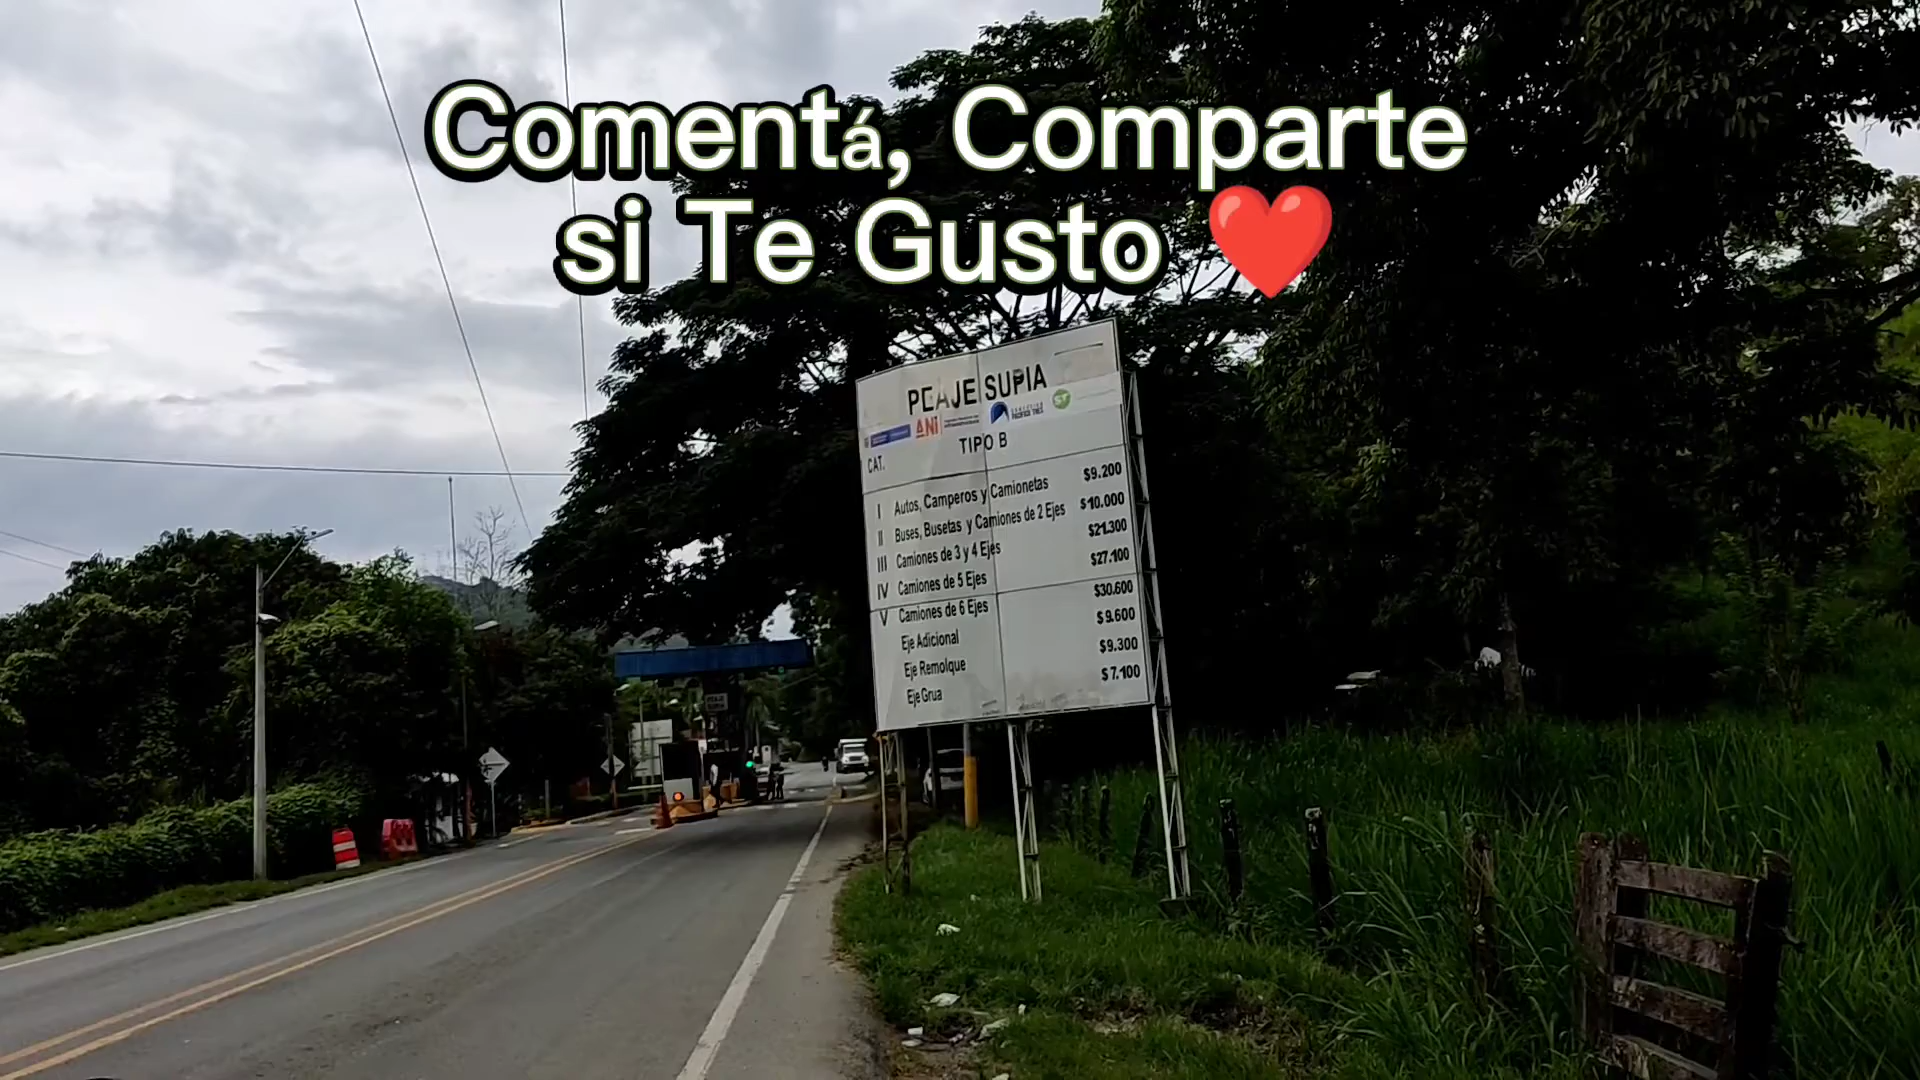 Comentá, Comparte
si Te Gusto ❤️
PEAJE SUPIA
ANI
PACIFICO TRES
ST
TIPO B
CAT.
I Autos, Camperos y Camionetas $9.200
II Buses, Busetas y Camiones de 2 Ejes $10.000
III Camiones de 3 y 4 Ejes $21.300
IV Camiones de 5 Ejes $27.100
V Camiones de 6 Ejes $30.600
Eje Adicional $9.600
Eje Remolque $9.300
Eje Grua $7.100